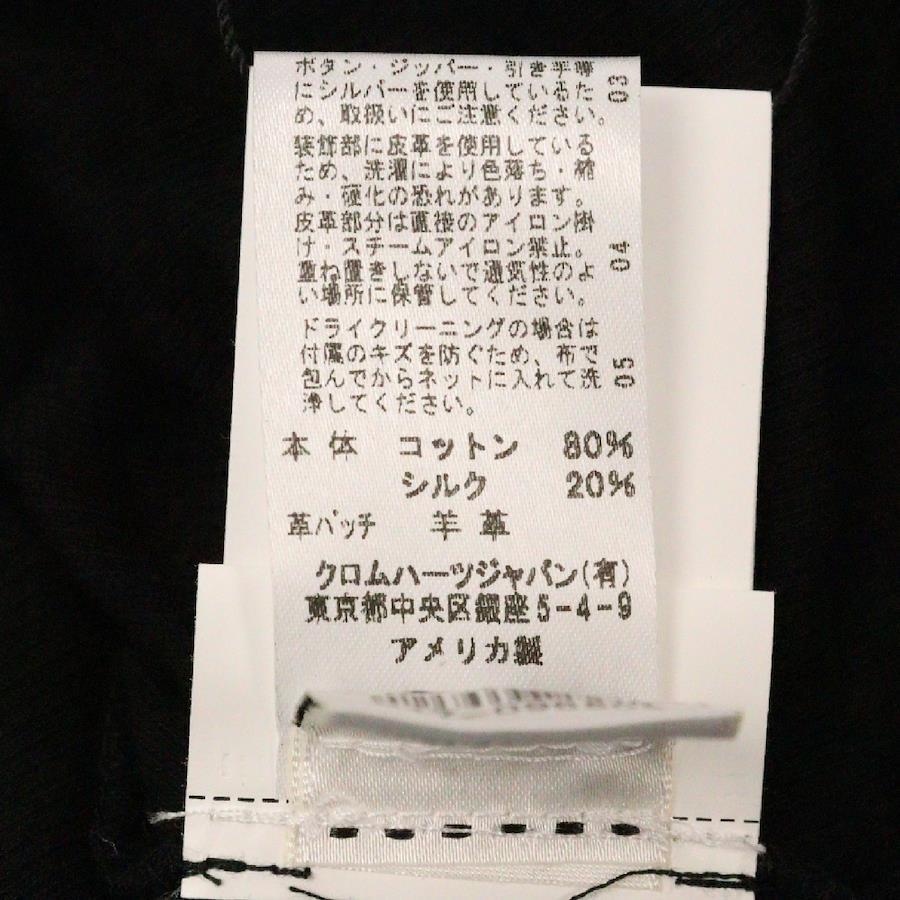 ボタン・ジッパー・引き手等
にシルバーを使用しているた
め、取扱いにご注意ください。
03
装飾部に皮革を使用している
ため、洗濯により色落ち・縮
み・硬化の恐れがあります。
皮革部分は直接のアイロン掛
け・スチームアイロン禁止。
重ね置きしないで通気性のよ
い場所に保管してください。
04
ドライクリーニングの場合は
付属のキズを防ぐため、布で
包んでからネットに入れて洗
浄してください。
05
本体 コットン 80%
シルク 20%
革パッチ 羊革
クロムハーツジャパン(有)
東京都中央区銀座5-4-9
アメリカ製